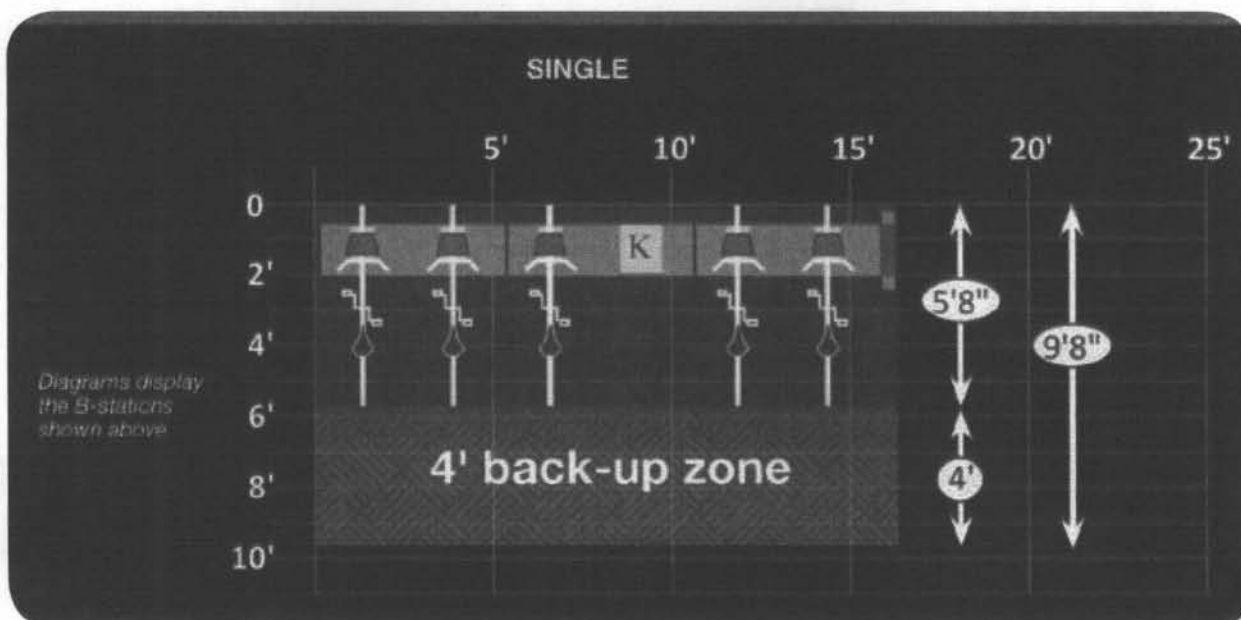 SINGLE
5' 10' 15' 20' 25'
0
2'
K
5'8"
4'
9'8"
Diagrams display
the B-stations
shown above
6'
4' back-up zone
8'
4'
10'